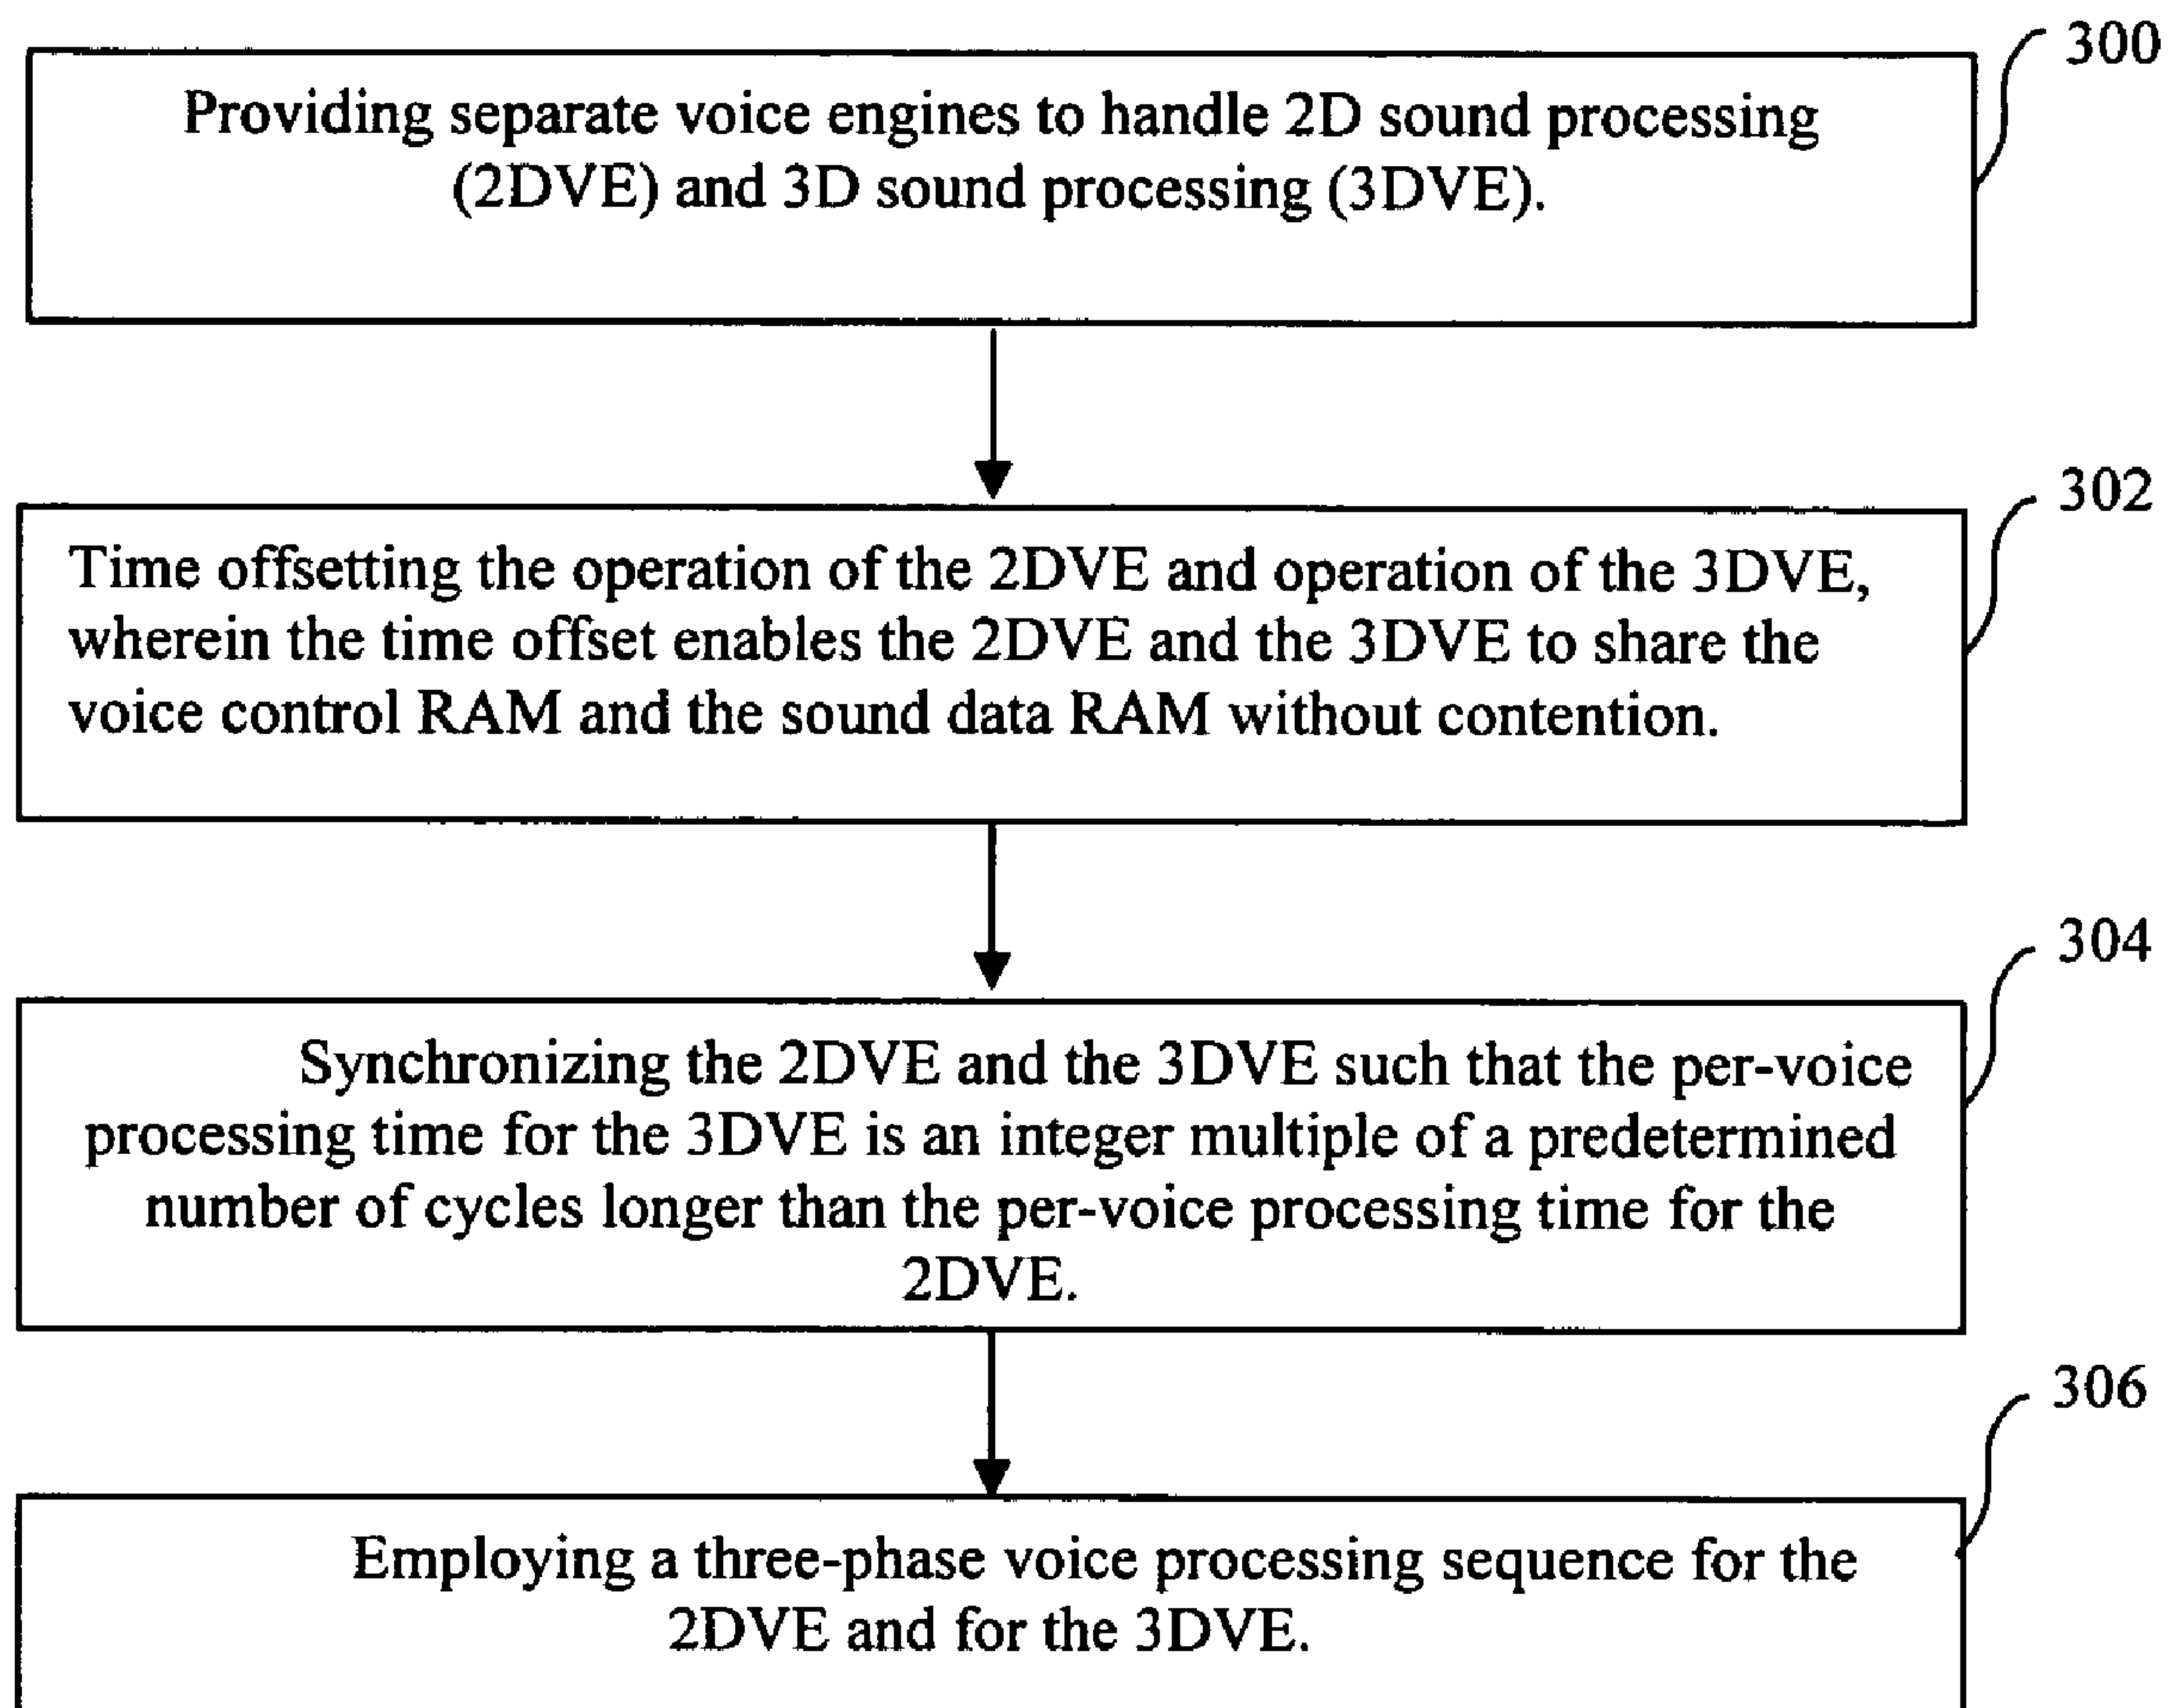 300
Providing separate voice engines to handle 2D sound processing
(2DVE) and 3D sound processing (3DVE).
302
Time offsetting the operation of the 2DVE and operation of the 3DVE,
wherein the time offset enables the 2DVE and the 3DVE to share the
voice control RAM and the sound data RAM without contention.
304
Synchronizing the 2DVE and the 3DVE such that the per-voice
processing time for the 3DVE is an integer multiple of a predetermined
number of cycles longer than the per-voice processing time for the
2DVE.
306
Employing a three-phase voice processing sequence for the
2DVE and for the 3DVE.